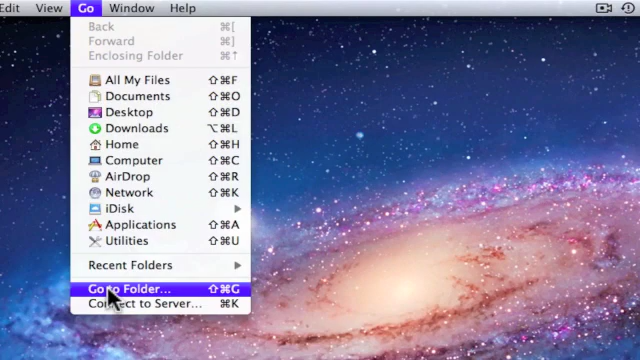 Edit View Go Window Help
Back ⌘[
Forward ⌘]
Enclosing Folder ⌘↑
All My Files ⇧⌘F
Documents ⇧⌘O
Desktop ⇧⌘D
Downloads ⌥⌘L
Home ⇧⌘H
Computer ⇧⌘C
AirDrop ⇧⌘R
Network ⇧⌘K
iDisk
Applications ⇧⌘A
Utilities ⇧⌘U
Recent Folders
Go to Folder... ⇧⌘G
Connect to Server... ⌘K